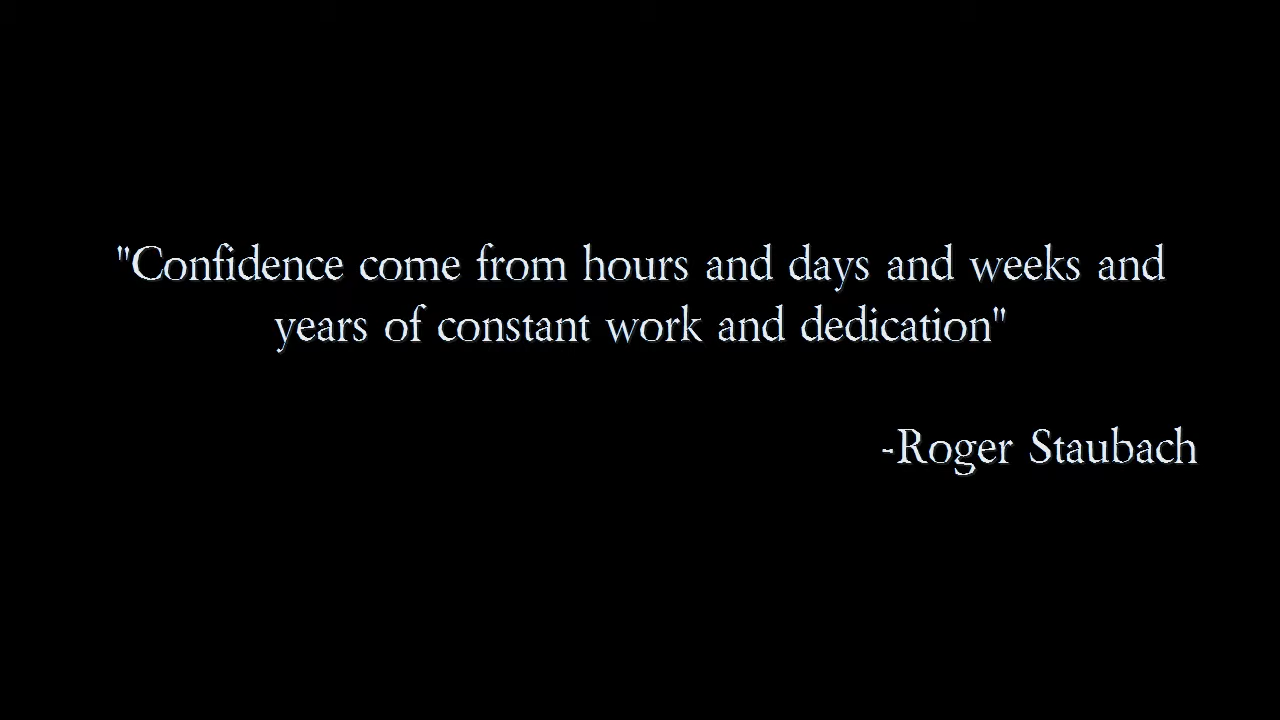 "Confidence come from hours and days and weeks and
years of constant work and dedication"
-Roger Staubach